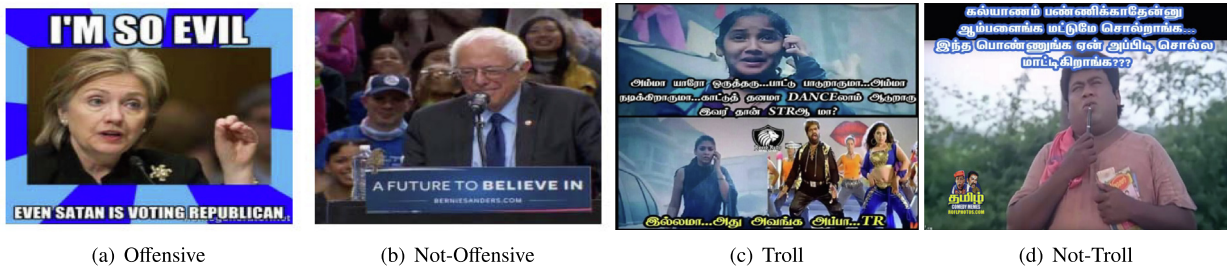 I'M SO EVIL
EVEN SATAN IS VOTING REPUBLICAN
A FUTURE TO BELIEVE IN
BERNIESANDERS.COM
அம்மா யாரோ ஒருத்தரு...பாட்டு பாடுறாருமா...அம்மா
நடிக்கிறாருமா...காட்டுத் தனமா DANCEலாம் ஆடுறாரு
இவர் தான் STRஆ மா?
இல்லமா...அது அவங்க அப்பா...TR
கல்யாணம் பண்ணிக்காதேன்னு
ஆம்பளைங்க மட்டுமே சொல்றாங்க...
இந்த பொண்ணுங்க ஏன் அப்பிடி சொல்ல
மாட்டிகிறாங்க???
தமிழ்
COMEDY MEMES
(a) Offensive
(b) Not-Offensive
(c) Troll
(d) Not-Troll